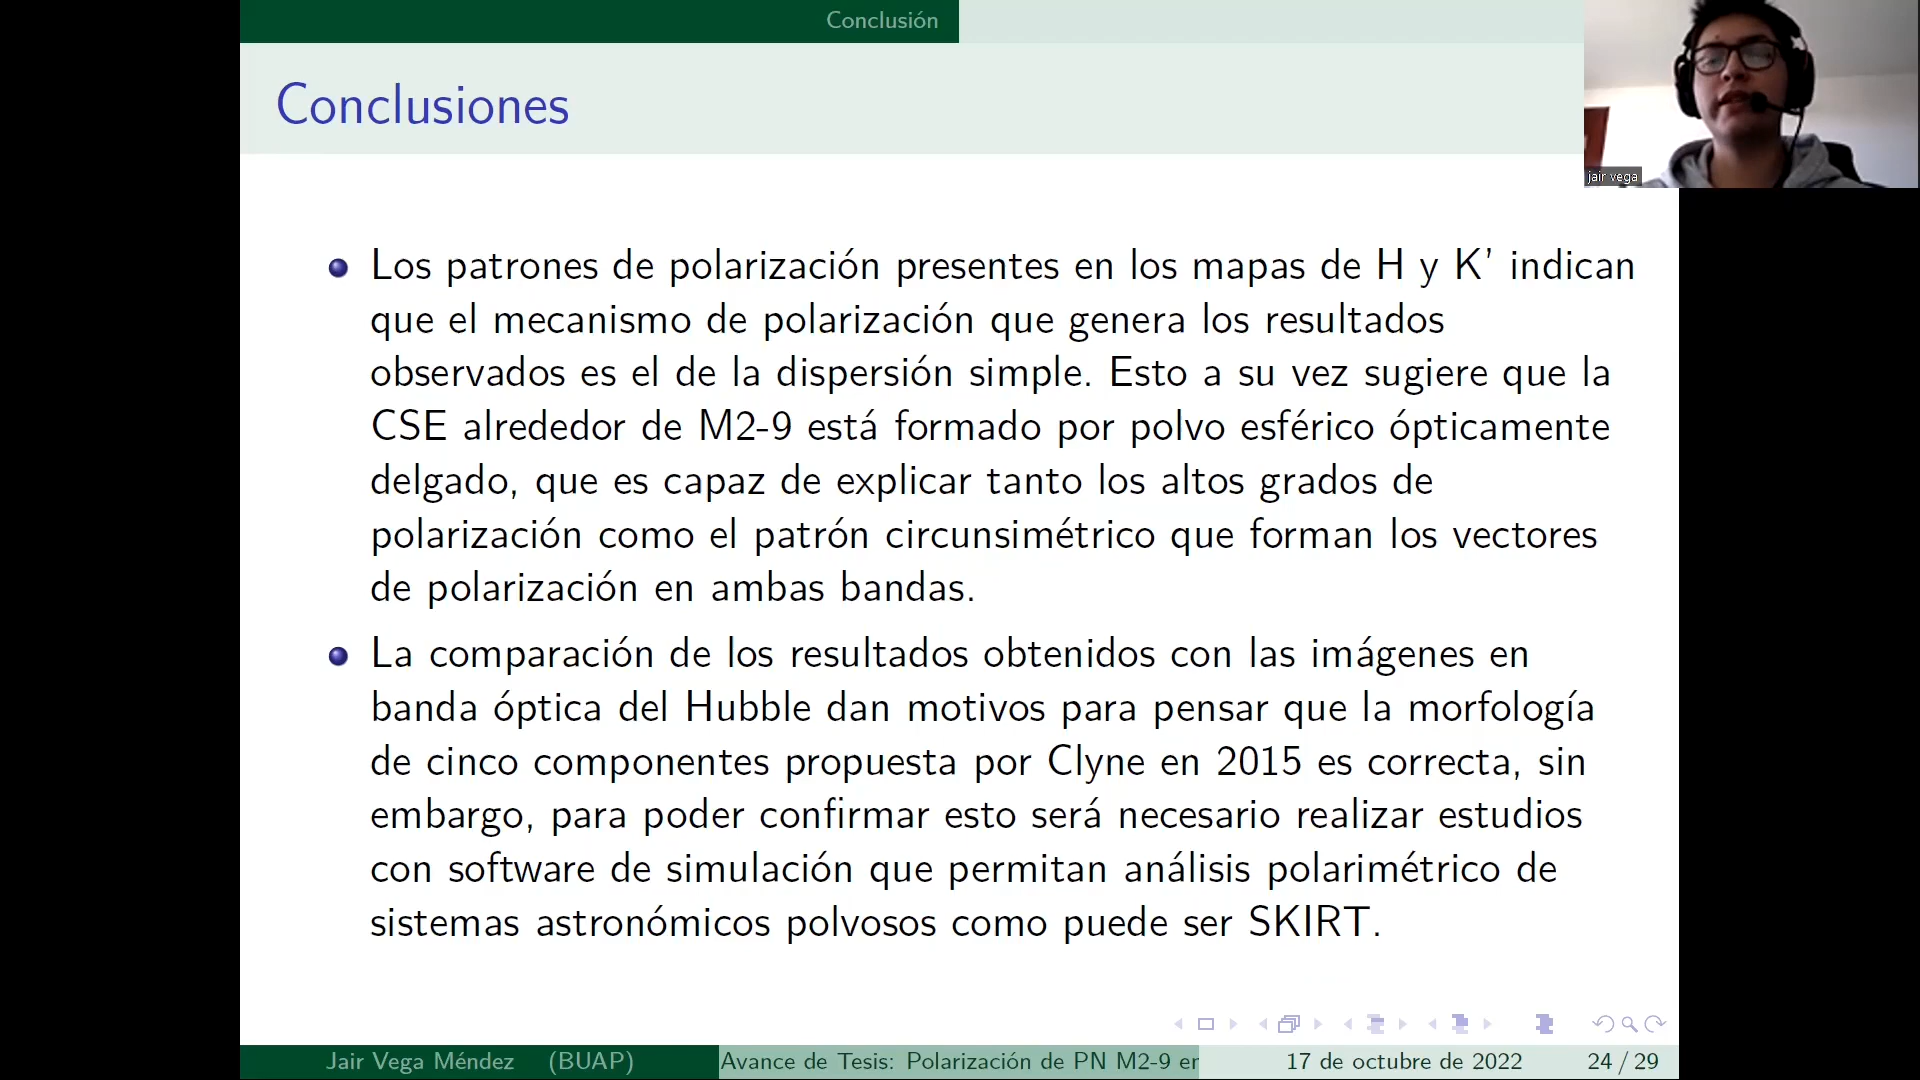 Conclusión
Conclusiones
jair vega
Los patrones de polarización presentes en los mapas de H y K’ indican
que el mecanismo de polarización que genera los resultados
observados es el de la dispersión simple. Esto a su vez sugiere que la
CSE alrededor de M2-9 está formado por polvo esférico ópticamente
delgado, que es capaz de explicar tanto los altos grados de
polarización como el patrón circunsimétrico que forman los vectores
de polarización en ambas bandas.
La comparación de los resultados obtenidos con las imágenes en
banda óptica del Hubble dan motivos para pensar que la morfología
de cinco componentes propuesta por Clyne en 2015 es correcta, sin
embargo, para poder confirmar esto será necesario realizar estudios
con software de simulación que permitan análisis polarimétrico de
sistemas astronómicos polvosos como puede ser SKIRT.
Jair Vega Méndez (BUAP) Avance de Tesis: Polarización de PN M2-9 en 17 de octubre de 2022 24 / 29